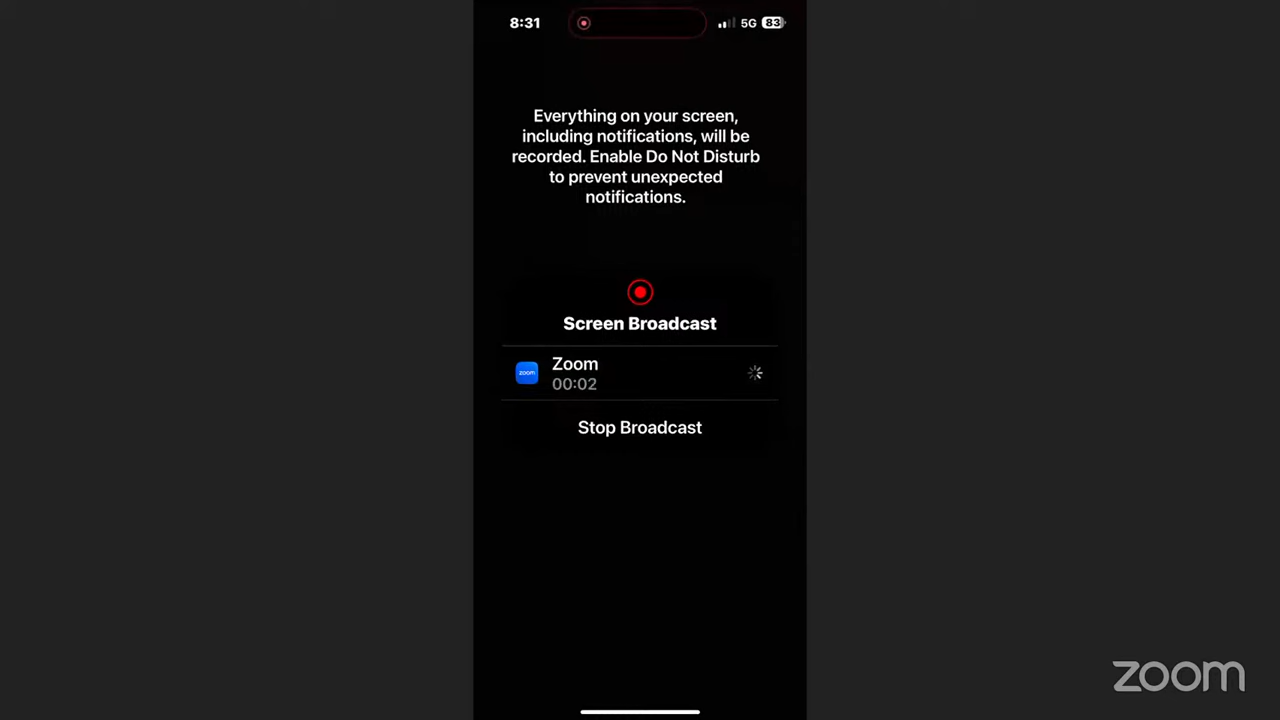 8:31
5G 83
Everything on your screen,
including notifications, will be
recorded. Enable Do Not Disturb
to prevent unexpected
notifications.
Screen Broadcast
zoom
Zoom
00:02
Stop Broadcast
zoom